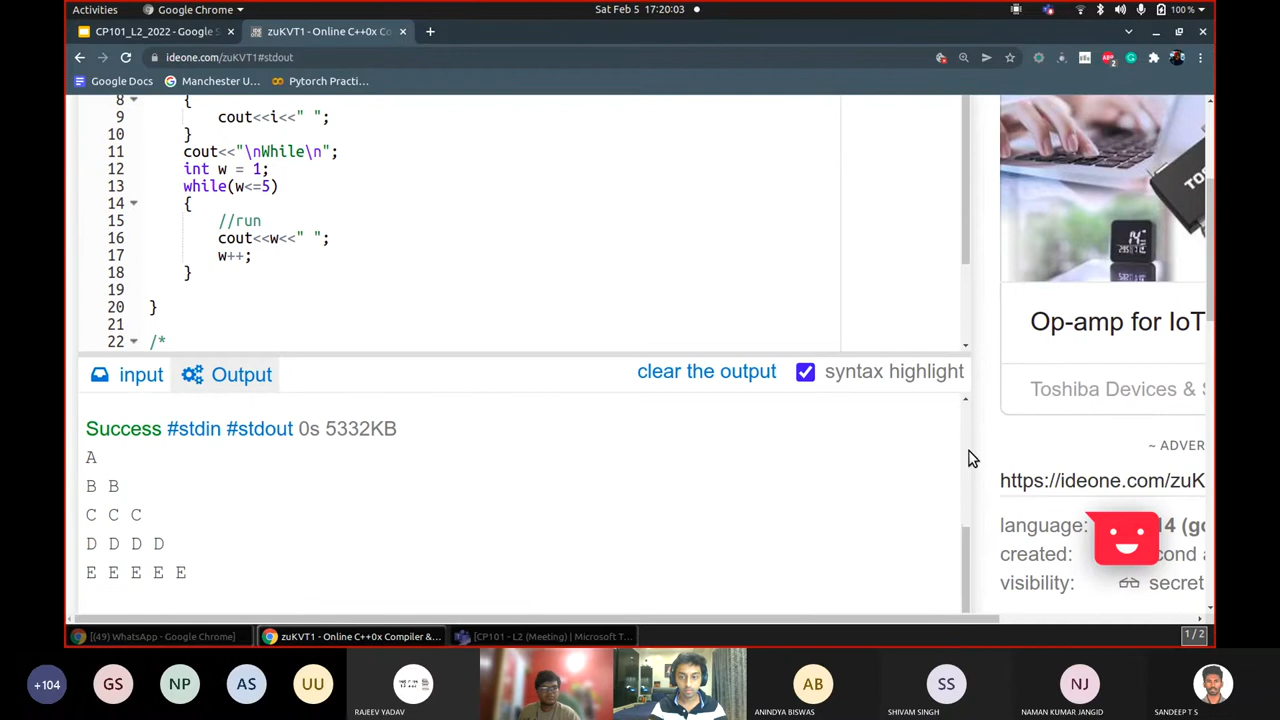 Activities
Google Chrome
Sat Feb 5 17:20:03
100 %
CP101_L2_2022 - Google S
zuKVT1 - Online C++0x Co
ideone.com/zuKVT1#stdout
Google Docs
Manchester U...
Pytorch Practi...
8 {
9 cout<<i<<" ";
10 }
11 cout<<"\nWhile\n";
12 int w = 1;
13 while(w<=5)
14 {
15 //run
16 cout<<w<<" ";
17 w++;
18 }
19
20 }
21
22 /*
input
Output
clear the output
syntax highlight
Success #stdin #stdout 0s 5332KB
A
B B
C C C
D D D D
E E E E E
Op-amp for IoT
Toshiba Devices & S
~ ADVER
https://ideone.com/zuK
language: 14 (gc
created: cond a
visibility: secret
[(49) WhatsApp - Google Chrome]
zuKVT1 - Online C++0x Compiler &...
[CP101 - L2 (Meeting) | Microsoft T...
1 / 2
+104
GS
NP
AS
UU
RAJEEV YADAV
AB
ANINDYA BISWAS
SS
SHIVAM SINGH
NJ
NAMAN KUMAR JANGID
SANDEEP T S